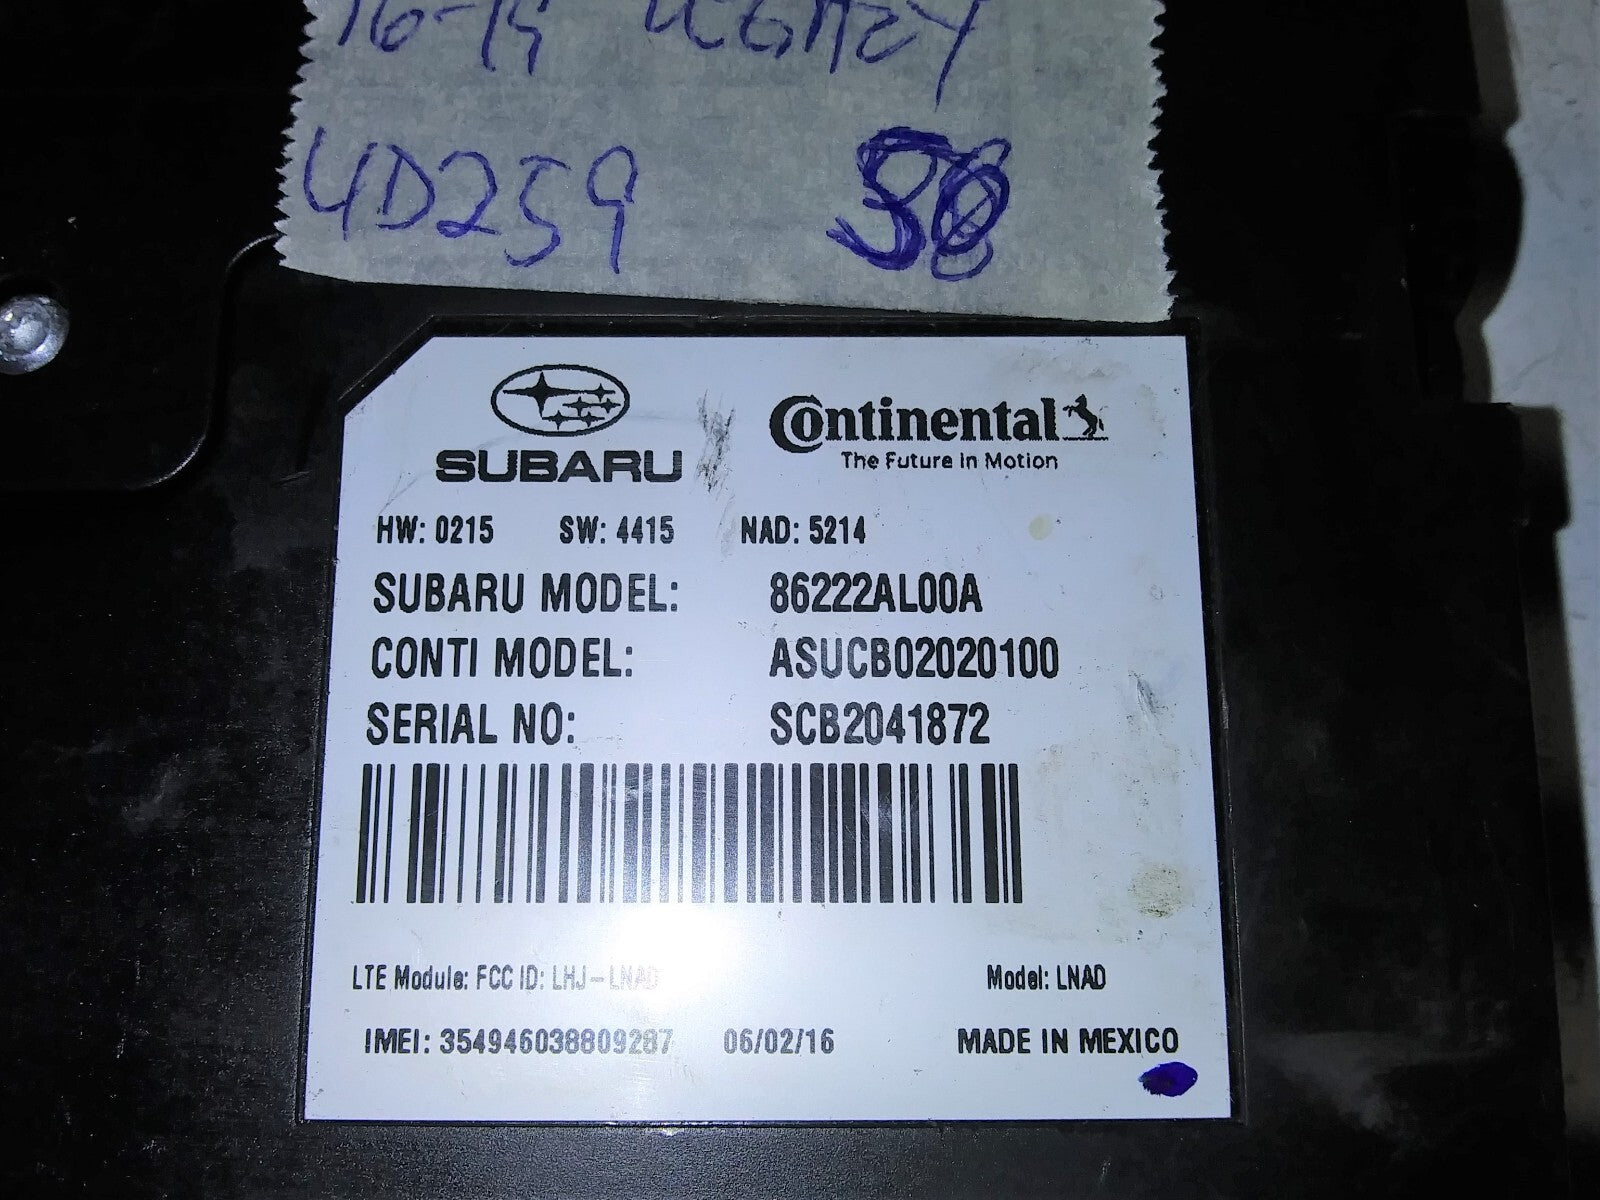 16-19 LEGACY
4D259
SUBARU
Continental
The Future in Motion
HW: 0215 SW: 4415 NAD: 5214
SUBARU MODEL: 86222AL00A
CONTI MODEL: ASUCB02020100
SERIAL NO: SCB2041872
LTE Module: FCC ID: LHJ-LNAD Model: LNAD
IMEI: 354946038809287 06/02/16 MADE IN MEXICO